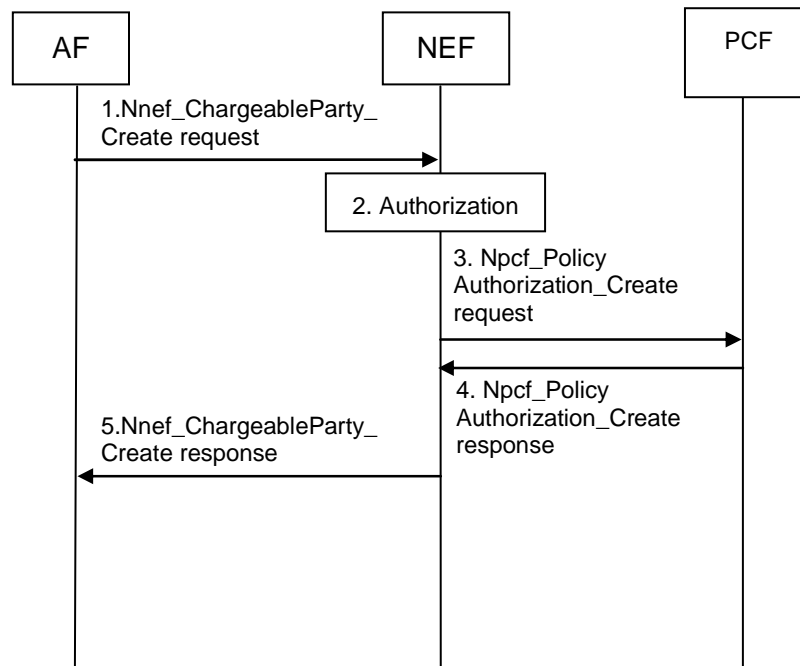 AF
NEF
PCF
1.Nnef_ChargeableParty_
Create request
2. Authorization
3. Npcf_Policy
Authorization_Create
request
4. Npcf_Policy
Authorization_Create
response
5.Nnef_ChargeableParty_
Create response